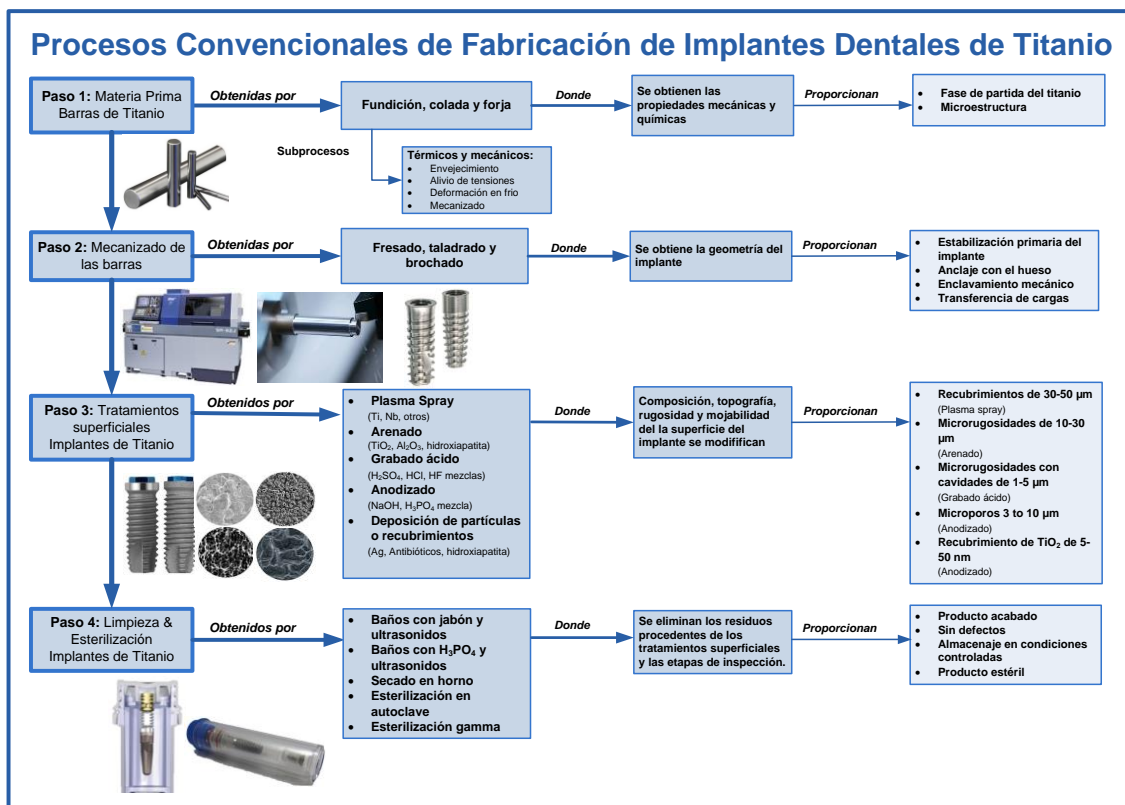 Procesos Convencionales de Fabricación de Implantes Dentales de Titanio
Paso 1: Materia Prima
Barras de Titanio
Obtenidas por
Fundición, colada y forja
Donde
Se obtienen las
propiedades mecánicas y
químicas
Proporcionan
• Fase de partida del titanio
• Microestructura
Subprocesos
Térmicos y mecánicos:
• Envejecimiento
• Alivio de tensiones
• Deformación en frio
• Mecanizado
Paso 2: Mecanizado de
las barras
Obtenidas por
Fresado, taladrado y
brochado
Donde
Se obtiene la geometría del
implante
Proporcionan
• Estabilización primaria del
implante
• Anclaje con el hueso
• Enclavamiento mecánico
• Transferencia de cargas
Paso 3: Tratamientos
superficiales
Implantes de Titanio
Obtenidos por
• Plasma Spray
(Ti, Nb, otros)
• Arenado
(TiO₂, Al₂O₃, hidroxiapatita)
• Grabado ácido
(H₂SO₄, HCl, HF mezclas)
• Anodizado
(NaOH, H₃PO₄ mezcla)
• Deposición de partículas
o recubrimientos
(Ag, Antibióticos, hidroxiapatita)
Donde
Composición, topografía,
rugosidad y mojabilidad
del la superficie del
implante se modififican
Proporcionan
• Recubrimientos de 30-50 µm
(Plasma spray)
• Microrugosidades de 10-30
µm
(Arenado)
• Microrugosidades con
cavidades de 1-5 µm
(Grabado ácido)
• Microporos 3 to 10 µm
(Anodizado)
• Recubrimiento de TiO₂ de 5-
50 nm
(Anodizado)
Paso 4: Limpieza &
Esterilización
Implantes de Titanio
Obtenidos por
• Baños con jabón y
ultrasonidos
• Baños con H₃PO₄ y
ultrasonidos
• Secado en horno
• Esterilización en
autoclave
• Esterilización gamma
Donde
Se eliminan los residuos
procedentes de los
tratamientos superficiales
y las etapas de inspección.
Proporcionan
• Producto acabado
• Sin defectos
• Almacenaje en condiciones
controladas
• Producto estéril